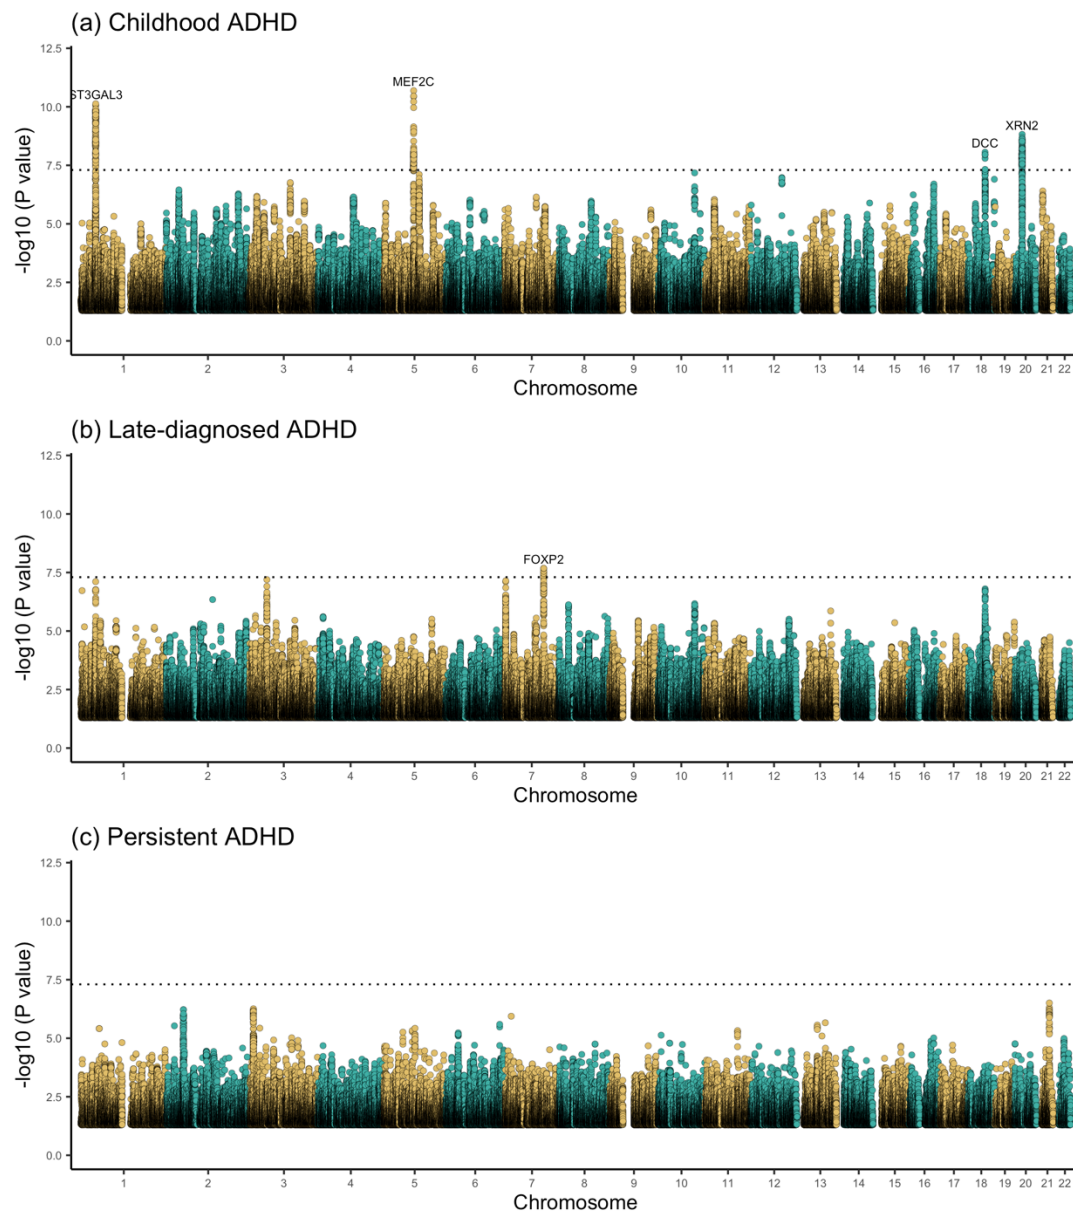 (a) Childhood ADHD
12.5
10.0
7.5
5.0
2.5
0.0
-log10 (P value)
ST3GAL3
MEF2C
DCC
XRN2
1 2 3 4 5 6 7 8 9 10 11 12 13 14 15 16 17 18 19 20 21 22
Chromosome
(b) Late-diagnosed ADHD
12.5
10.0
7.5
5.0
2.5
0.0
-log10 (P value)
FOXP2
1 2 3 4 5 6 7 8 9 10 11 12 13 14 15 16 17 18 19 20 21 22
Chromosome
(c) Persistent ADHD
12.5
10.0
7.5
5.0
2.5
0.0
-log10 (P value)
1 2 3 4 5 6 7 8 9 10 11 12 13 14 15 16 17 18 19 20 21 22
Chromosome